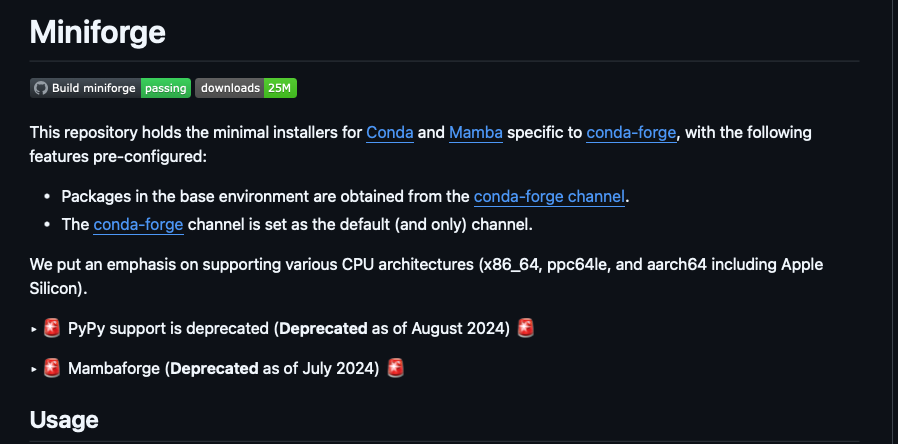 Miniforge
Build miniforge passing downloads 25M
This repository holds the minimal installers for Conda and Mamba specific to conda-forge, with the following
features pre-configured:
• Packages in the base environment are obtained from the conda-forge channel.
• The conda-forge channel is set as the default (and only) channel.
We put an emphasis on supporting various CPU architectures (x86_64, ppc64le, and aarch64 including Apple
Silicon).
▸ 🚨 PyPy support is deprecated (Deprecated as of August 2024) 🚨
▸ 🚨 Mambaforge (Deprecated as of July 2024) 🚨
Usage